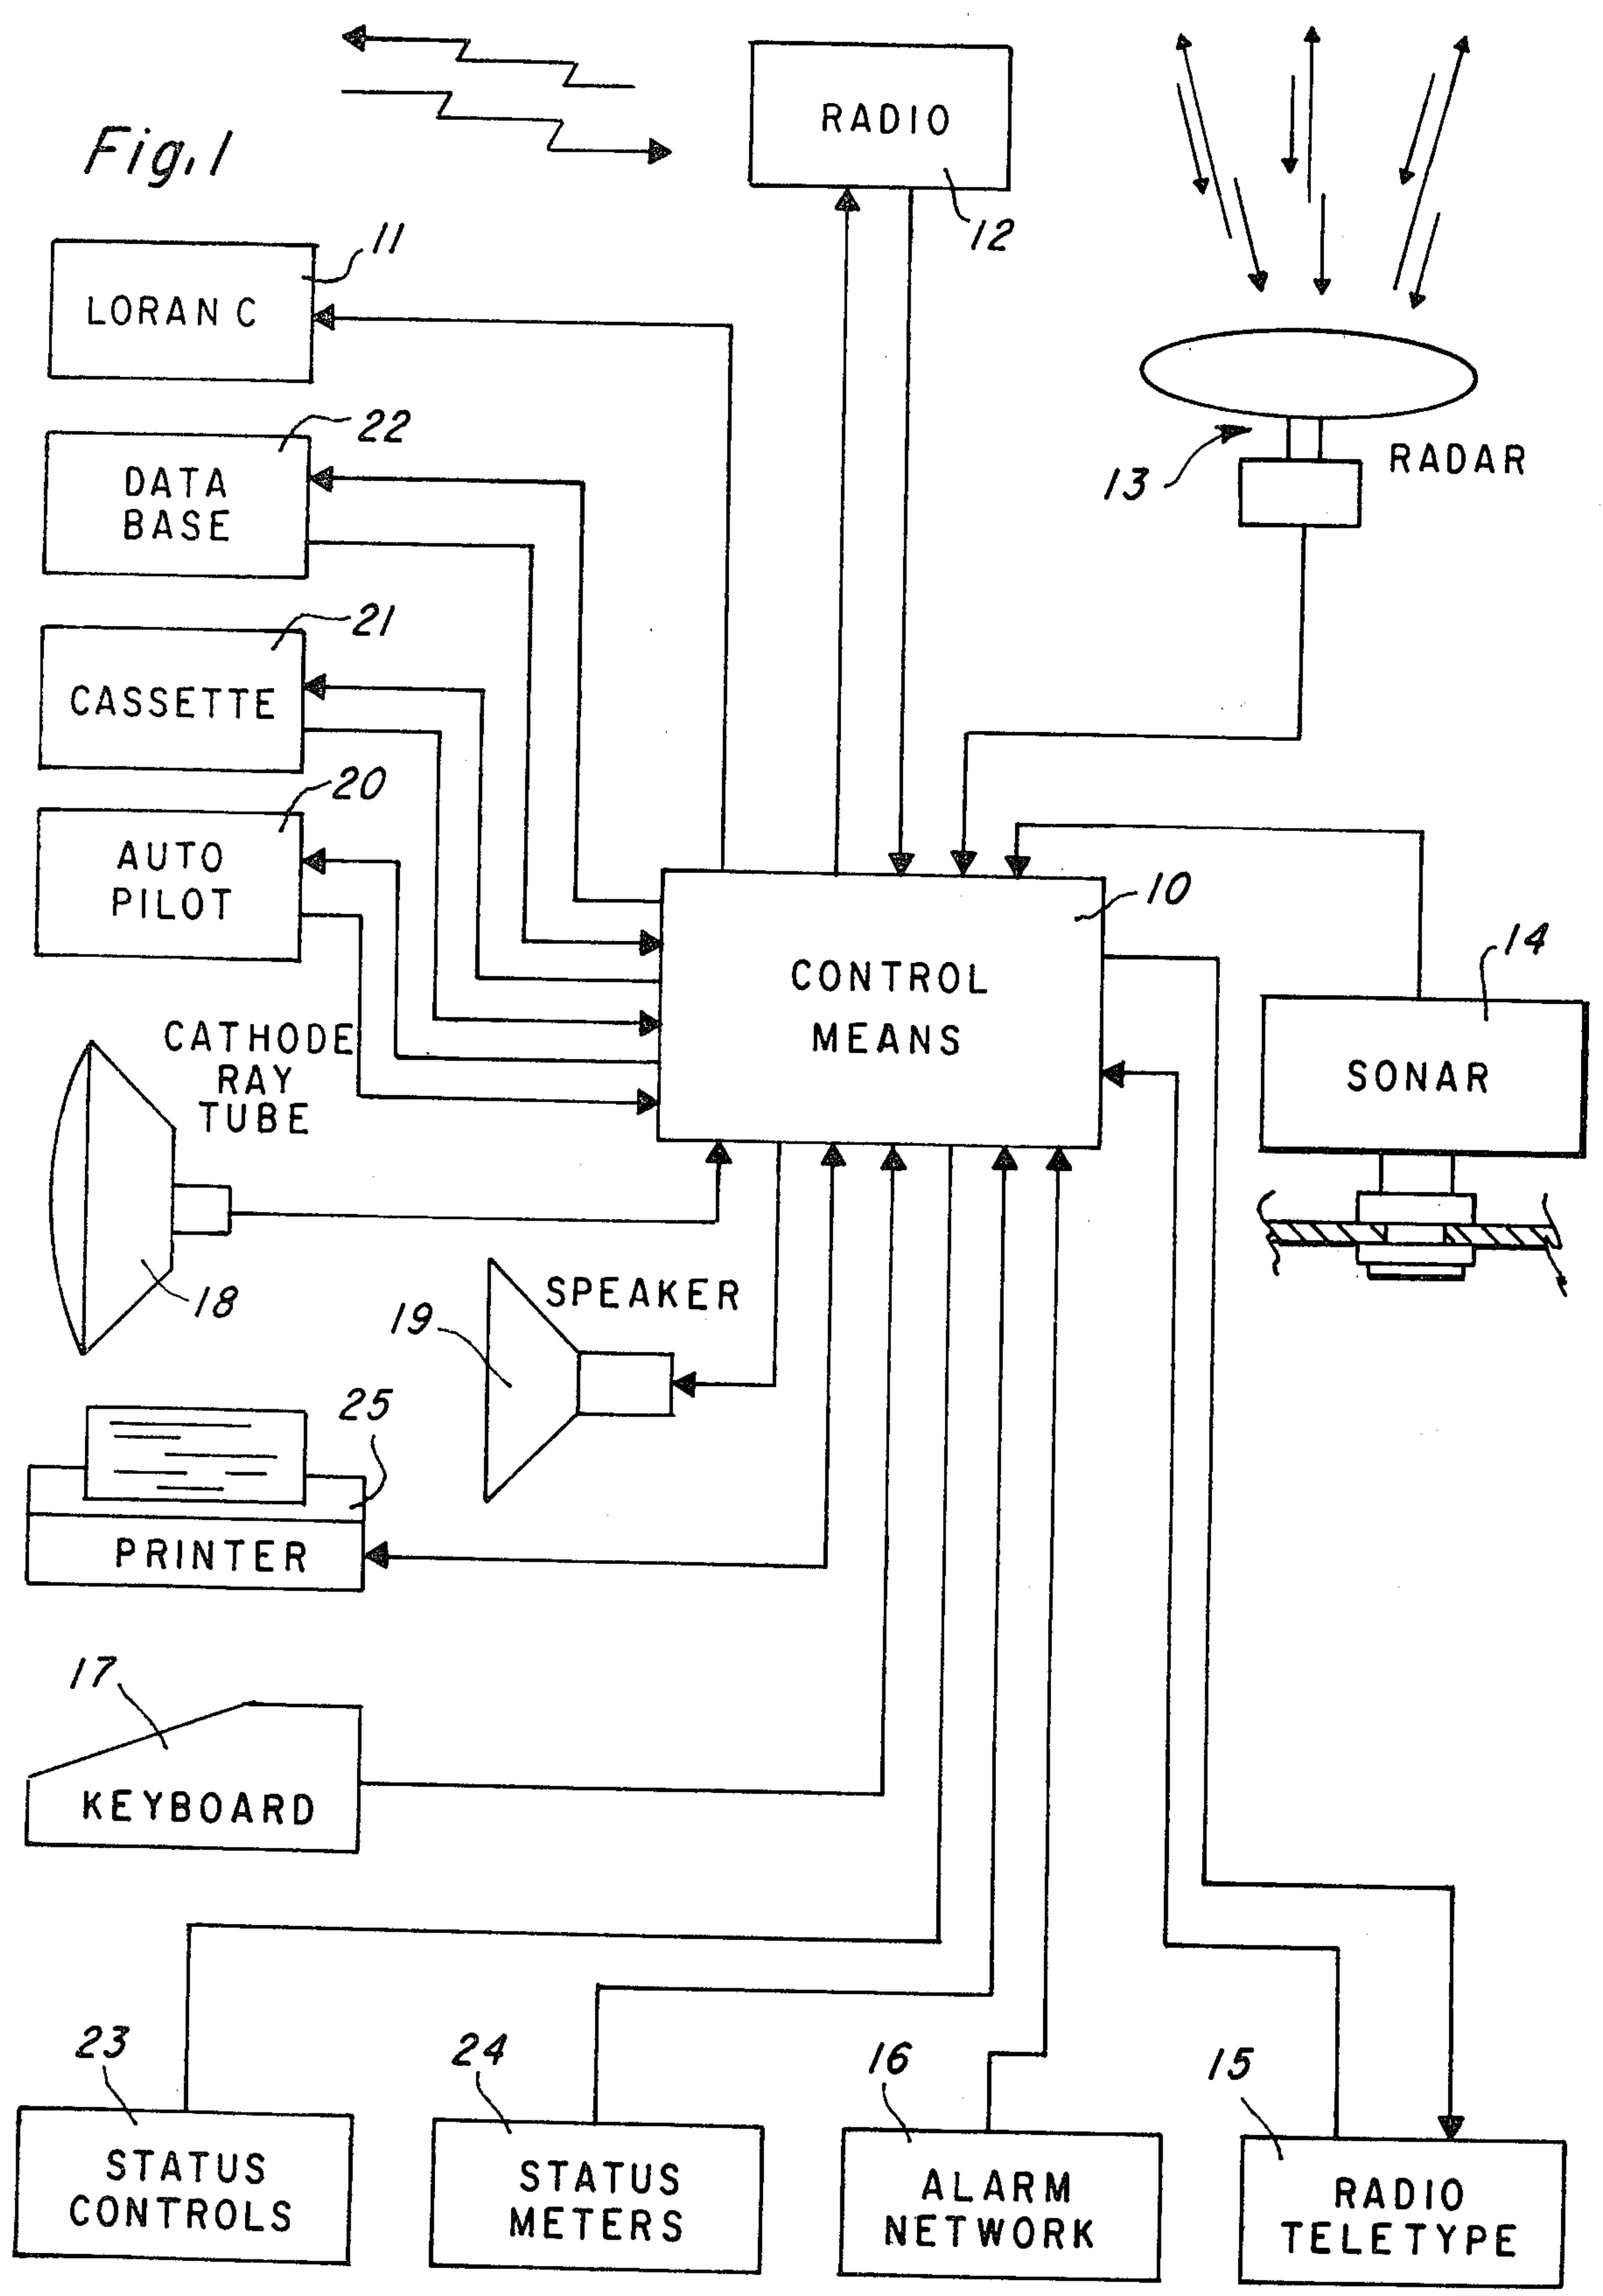 Fig. 1
RADIO
12
11
LORAN C
22
DATA
BASE
13
RADAR
21
CASSETTE
20
AUTO
PILOT
10
CONTROL
MEANS
14
SONAR
CATHODE
RAY
TUBE
18
SPEAKER
19
25
PRINTER
17
KEYBOARD
23
STATUS
CONTROLS
24
STATUS
METERS
16
ALARM
NETWORK
15
RADIO
TELETYPE